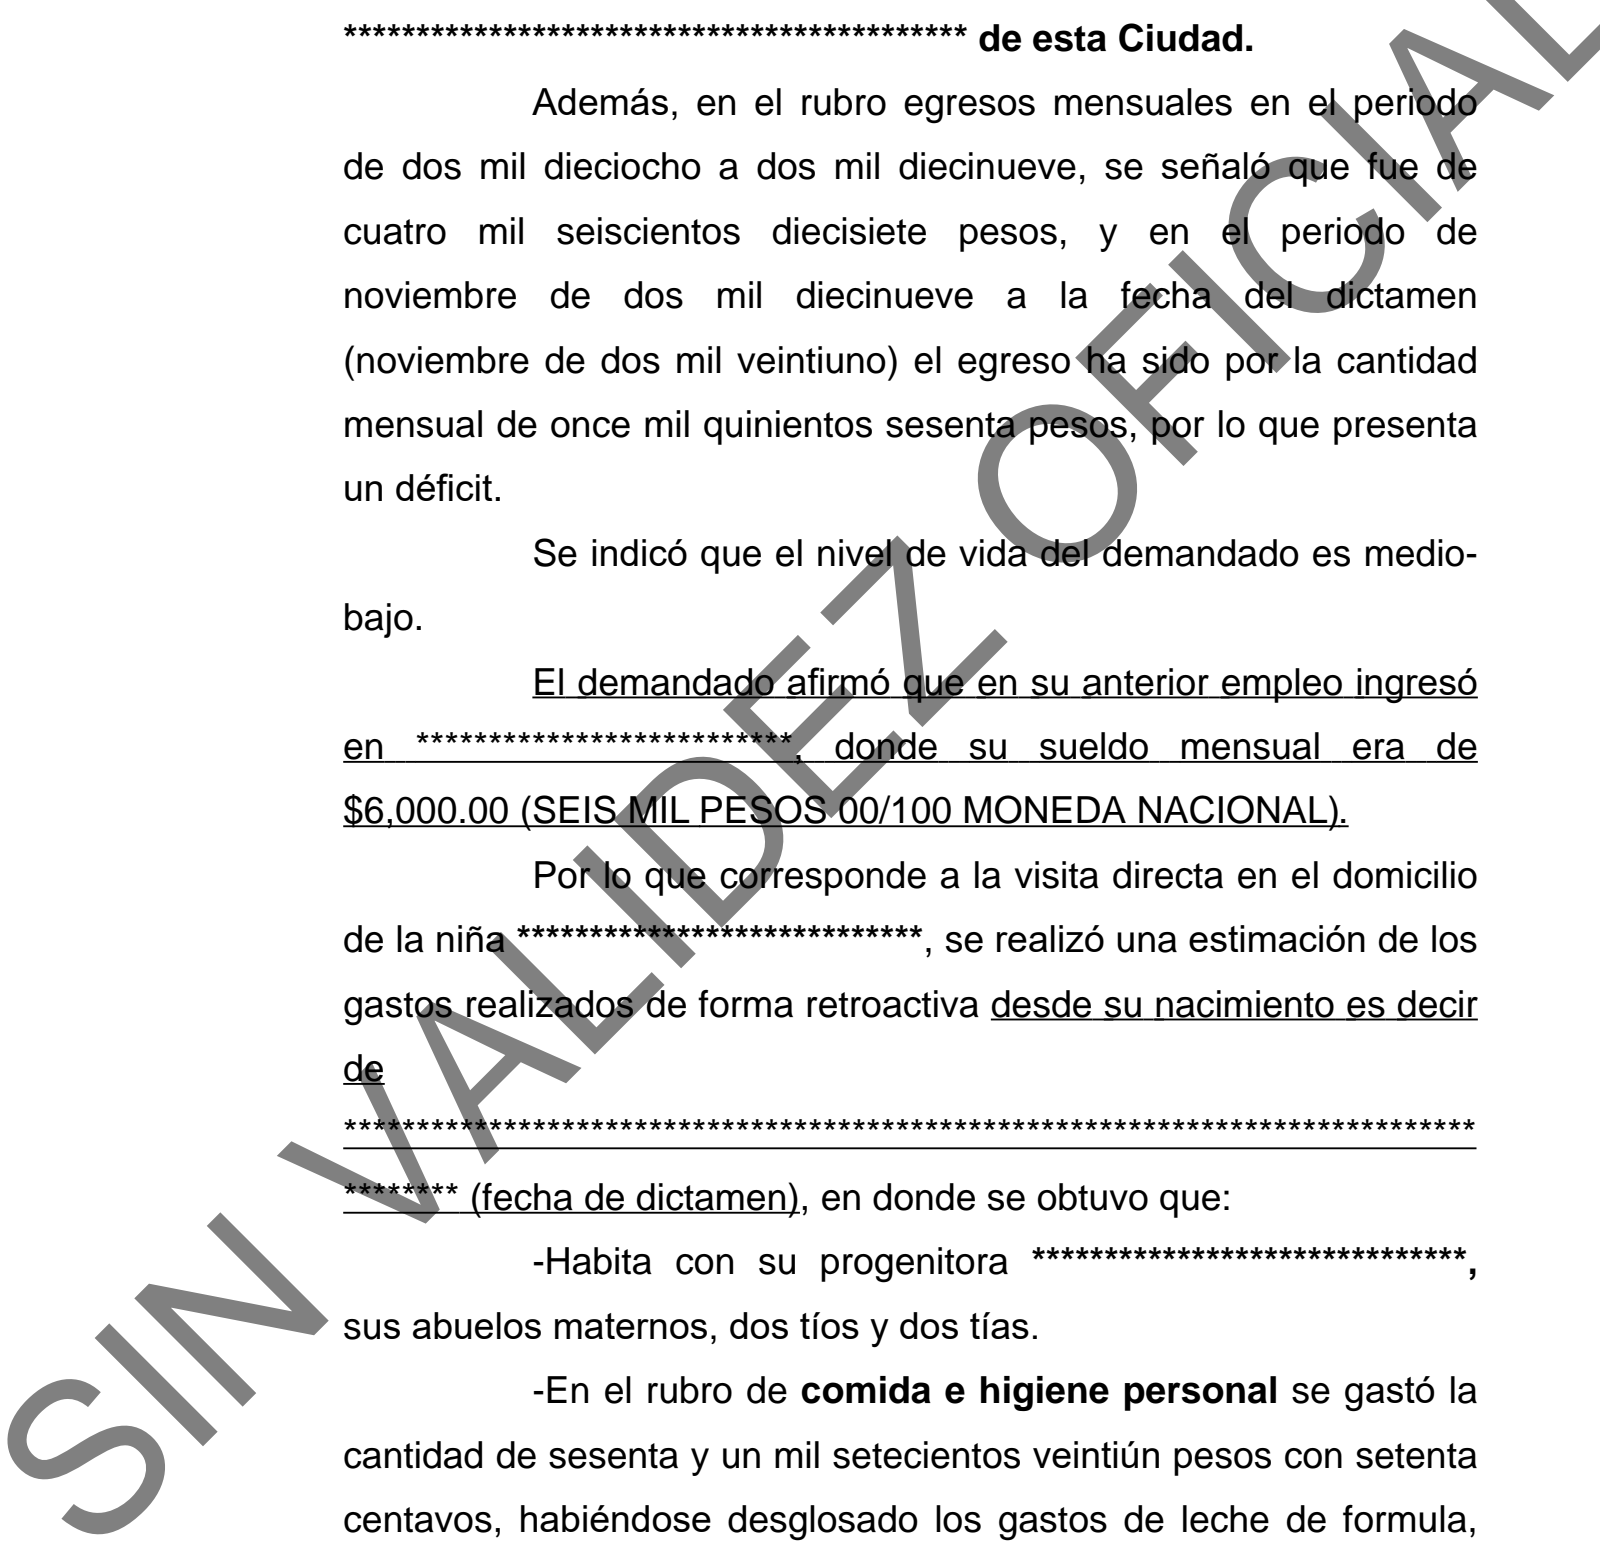 ******************************************* de esta Ciudad.
Además, en el rubro egresos mensuales en el periodo
de dos mil dieciocho a dos mil diecinueve, se señaló que fue de
cuatro mil seiscientos diecisiete pesos, y en el periodo de
noviembre de dos mil diecinueve a la fecha del dictamen
(noviembre de dos mil veintiuno) el egreso ha sido por la cantidad
mensual de once mil quinientos sesenta pesos, por lo que presenta
un déficit.
Se indicó que el nivel de vida del demandado es medio-
bajo.
El demandado afirmó que en su anterior empleo ingresó
en **************************, donde su sueldo mensual era de
$6,000.00 (SEIS MIL PESOS 00/100 MONEDA NACIONAL).
Por lo que corresponde a la visita directa en el domicilio
de la niña ****************************, se realizó una estimación de los
gastos realizados de forma retroactiva desde su nacimiento es decir
de
******************************************************************************
******** (fecha de dictamen), en donde se obtuvo que:
-Habita con su progenitora ******************************,
sus abuelos maternos, dos tíos y dos tías.
-En el rubro de comida e higiene personal se gastó la
cantidad de sesenta y un mil setecientos veintiún pesos con setenta
centavos, habiéndose desglosado los gastos de leche de formula,
SIN VALIDEZ OFICIAL